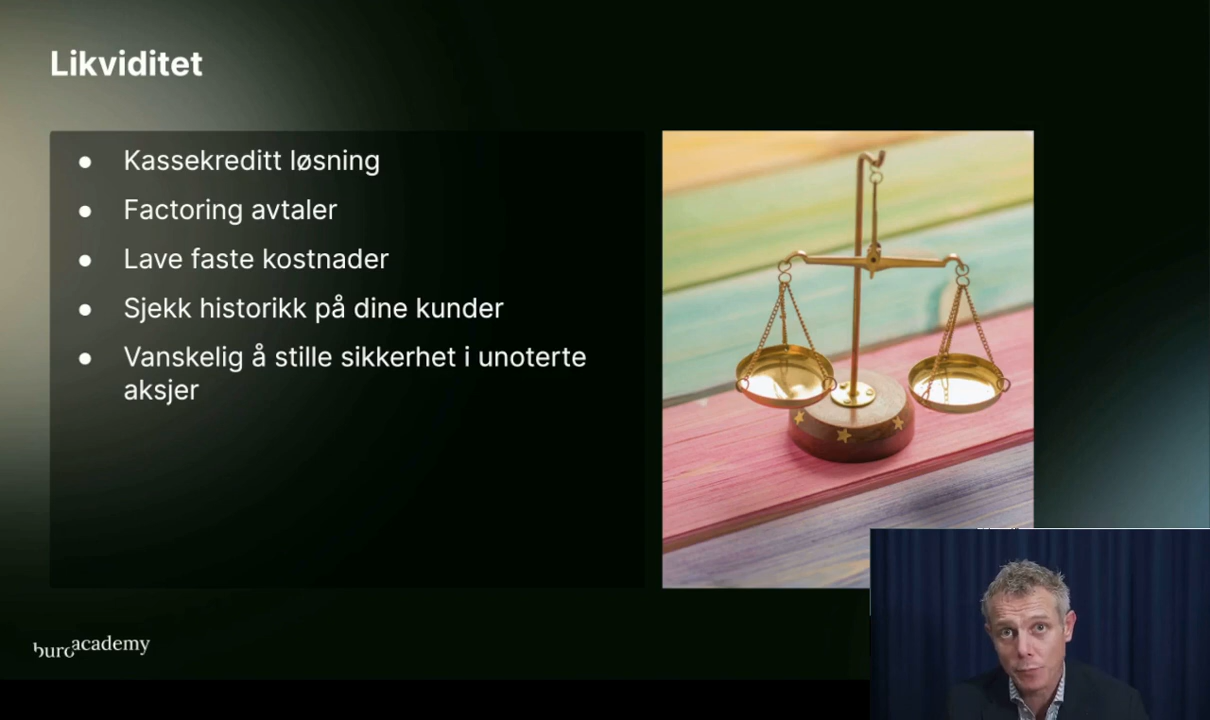 Likviditet
● Kassekreditt løsning
● Factoring avtaler
● Lave faste kostnader
● Sjekk historikk på dine kunder
● Vanskelig å stille sikkerhet i unoterte
aksjer
buroacademy